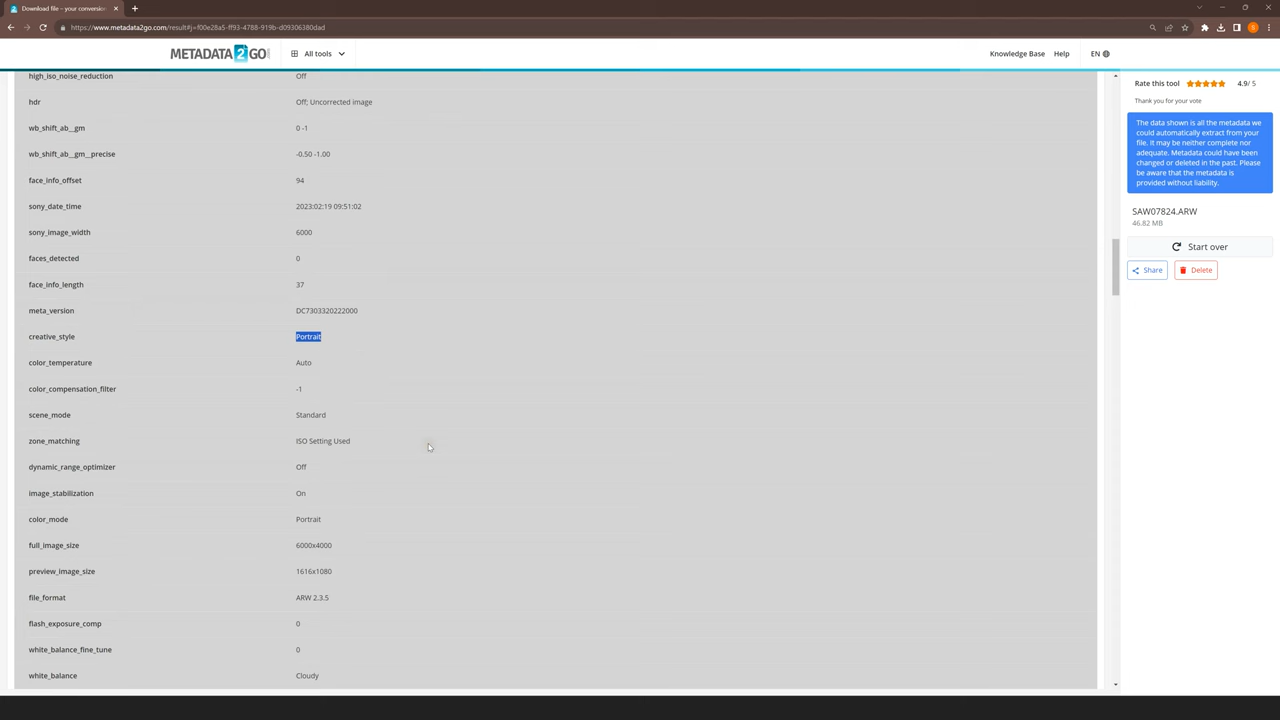 Download file – your conversion
https://www.metadata2go.com/result#j=f00e28a5-ff93-4788-919b-d09306380dad
METADATA2GO.COM
All tools
Knowledge Base
Help
EN
high_iso_noise_reduction Off
hdr Off; Uncorrected image
wb_shift_ab__gm 0 -1
wb_shift_ab__gm__precise -0.50 -1.00
face_info_offset 94
sony_date_time 2023:02:19 09:51:02
sony_image_width 6000
faces_detected 0
face_info_length 37
meta_version DC7303320222000
creative_style Portrait
color_temperature Auto
color_compensation_filter -1
scene_mode Standard
zone_matching ISO Setting Used
dynamic_range_optimizer Off
image_stabilization On
color_mode Portrait
full_image_size 6000x4000
preview_image_size 1616x1080
file_format ARW 2.3.5
flash_exposure_comp 0
white_balance_fine_tune 0
white_balance Cloudy
Rate this tool 4.9/ 5
Thank you for your vote
The data shown is all the metadata we
could automatically extract from your
file. It may be neither complete nor
adequate. Metadata could have been
changed or deleted in the past. Please
be aware that the metadata is
provided without liability.
SAW07824.ARW
46.82 MB
Start over
Share
Delete